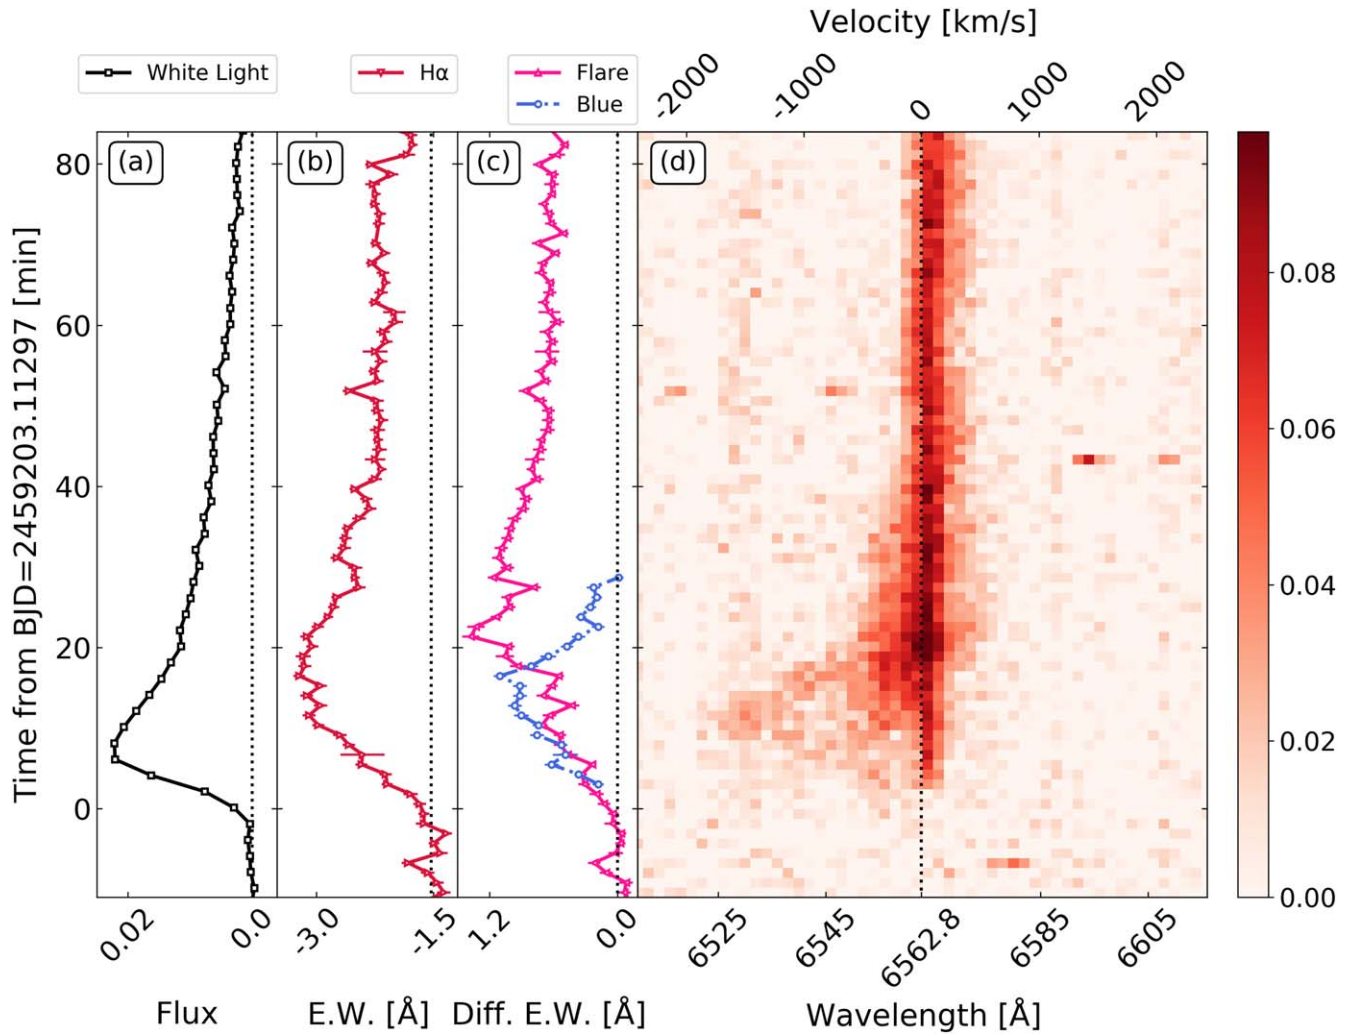 Velocity [km/s]
White Light
Hα
Flare
Blue
-2000 -1000 0 1000 2000
(a) (b) (c) (d)
Time from BJD=2459203.11297 [min]
80
60
40
20
0
0.08
0.06
0.04
0.02
0.00
0.02 0.0 -3.0 -1.5 1.2 0.0 6525 6545 6562.8 6585 6605
Flux E.W. [Å] Diff. E.W. [Å] Wavelength [Å]